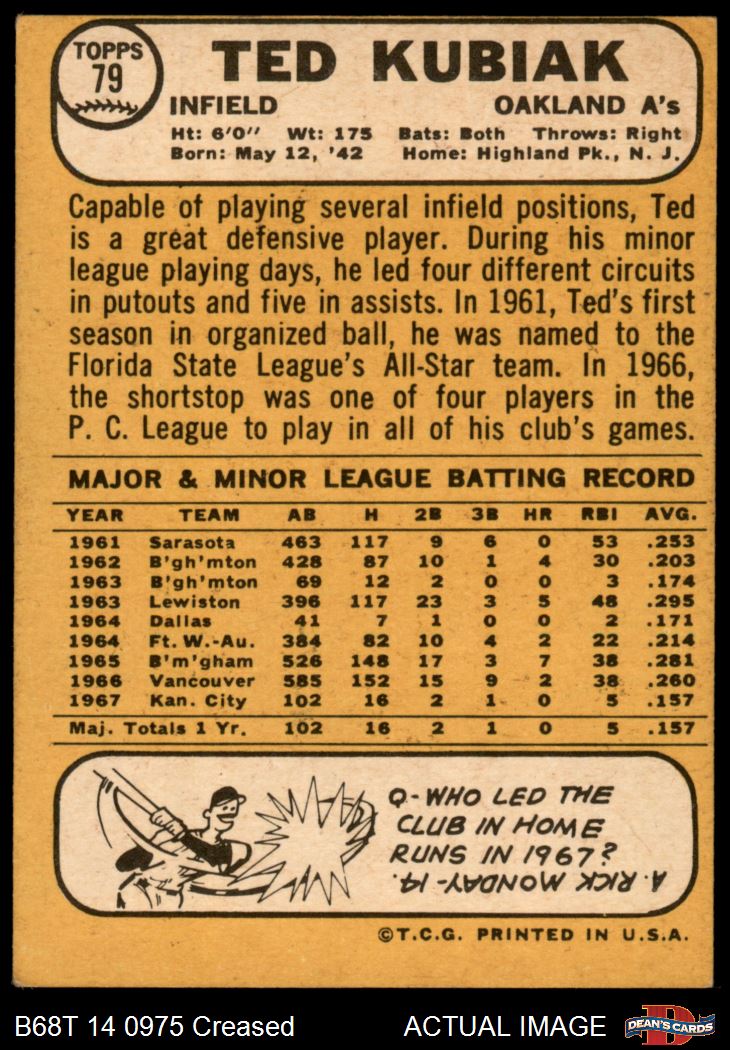 TOPPS
79
TED KUBIAK
INFIELD OAKLAND A's
Ht: 6'0" Wt: 175 Bats: Both Throws: Right
Born: May 12, '42 Home: Highland Pk., N. J.
Capable of playing several infield positions, Ted
is a great defensive player. During his minor
league playing days, he led four different circuits
in putouts and five in assists. In 1961, Ted's first
season in organized ball, he was named to the
Florida State League's All-Star team. In 1966,
the shortstop was one of four players in the
P. C. League to play in all of his club's games.
MAJOR & MINOR LEAGUE BATTING RECORD
YEAR TEAM AB H 2B 3B HR RBI AVG.
1961 Sarasota 463 117 9 6 0 53 .253
1962 B'gh'mton 428 87 10 1 4 30 .203
1963 B'gh'mton 69 12 2 0 0 3 .174
1963 Lewiston 396 117 23 3 5 48 .295
1964 Dallas 41 7 1 0 0 2 .171
1964 Ft. W.-Au. 384 82 10 4 2 22 .214
1965 B'm'gham 526 148 17 3 7 38 .281
1966 Vancouver 585 152 15 9 2 38 .260
1967 Kan. City 102 16 2 1 0 5 .157
Maj. Totals 1 Yr. 102 16 2 1 0 5 .157
Q-WHO LED THE
CLUB IN HOME
RUNS IN 1967?
A. RICK MONDAY-14.
©T.C.G. PRINTED IN U.S.A.
B68T 14 0975 Creased ACTUAL IMAGE
D
DEAN'S CARDS